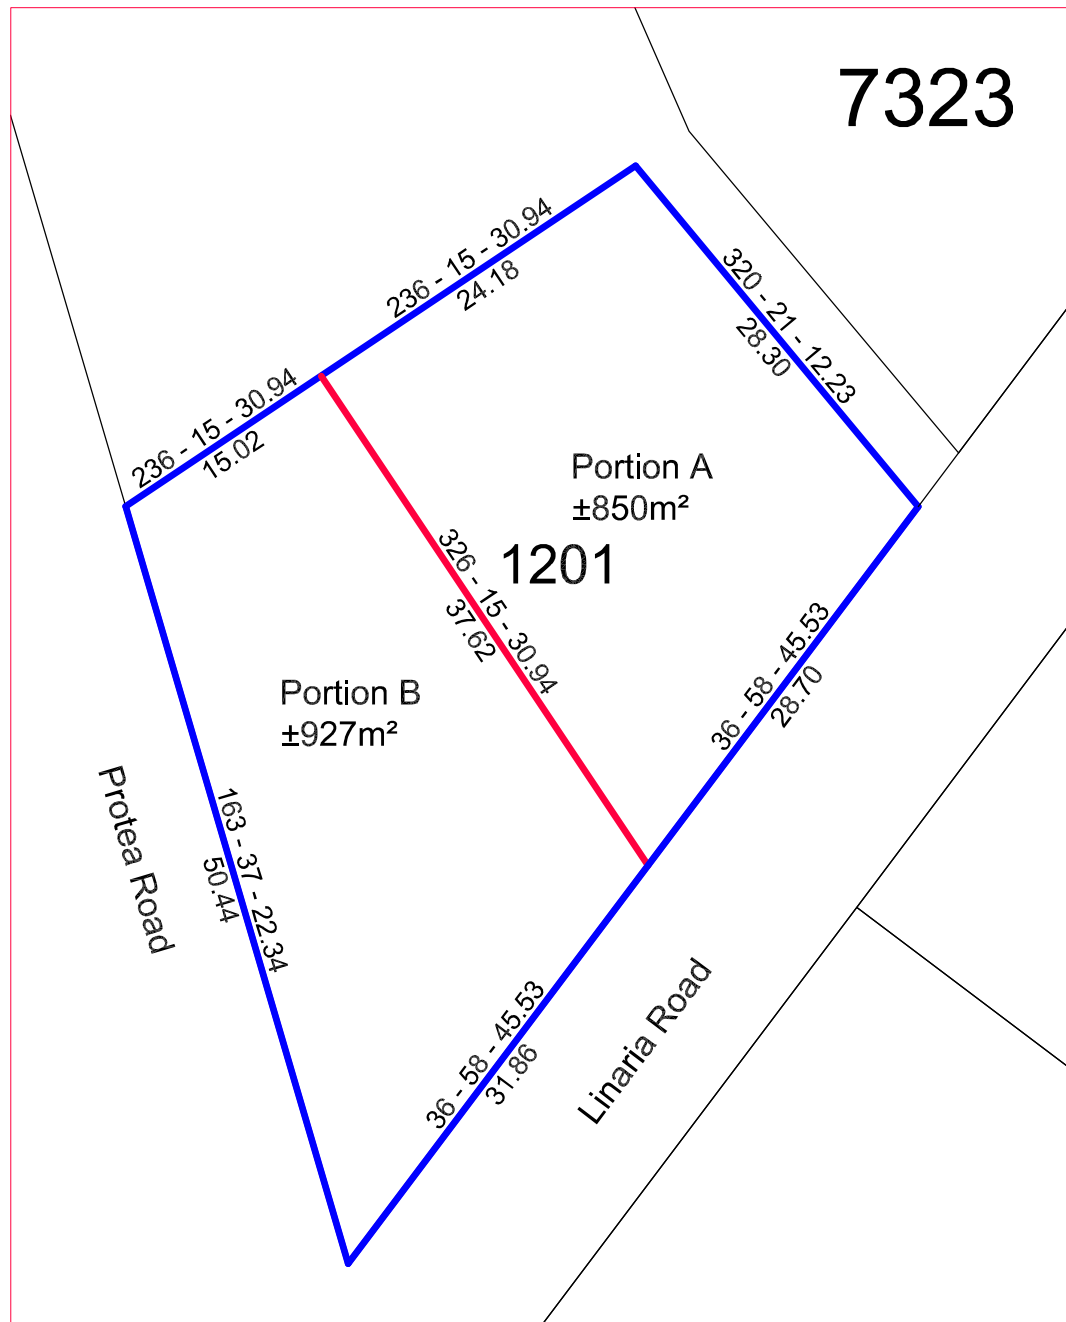 7323
236 - 15 - 30.94
24.18
320 - 21 - 12.23
28.30
236 - 15 - 30.94
15.02
Portion A
±850m²
1201
326 - 15 - 30.94
37.62
36 - 58 - 45.53
28.70
Portion B
±927m²
Protea Road
163 - 37 - 22.34
50.44
36 - 58 - 45.53
31.86
Linaria Road